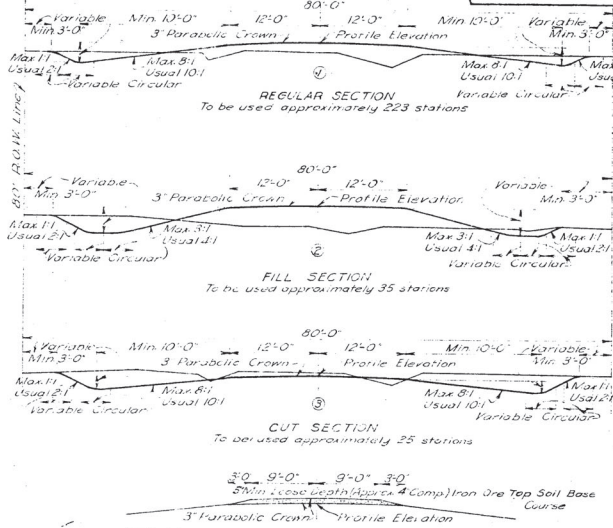 80'-0"
Variable Min. 10'-0" 12'-0" 12'-0" Min. 10'-0" Variable
Min. 3'-0" 3" Parabolic Crown Profile Elevation Min. 3'-0"
Max. 1:1 Max. 8:1 Max. 8:1 Max.
Usual 2:1 Usual 10:1 Usual 10:1
Variable Circular 1 Variable Circular
REGULAR SECTION
To be used approximately 223 stations
80' R.O.W. Line
80'-0"
Variable 12'-0" 12'-0" Variable
Min. 3'-0" 3" Parabolic Crown Profile Elevation Min. 3'-0"
Max. 1:1 Max. 3:1 Max. 3:1 Max. 1:1
Usual 2:1 Usual 4:1 Usual 4:1 Usual 2:1
Variable Circular 2 Variable Circular
FILL SECTION
To be used approximately 35 stations
80'-0"
Variable Min. 10'-0" 12'-0" 12'-0" Min. 10'-0" Variable
Min. 3'-0" 3" Parabolic Crown Profile Elevation Min. 3'-0"
Max. 1:1 Max. 8:1 Max. 8:1 Max. 1:1
Usual 2:1 Usual 10:1 Usual 10:1 Usual 2:1
Variable Circular 3 Variable Circular
CUT SECTION
To be used approximately 25 stations
3'-0 9'-0" 9'-0" 3'-0
5" Min Loose Depth (Approx 4" Comp.) Iron Ore Top Soil Base
Course
3" Parabolic Crown Profile Elevation